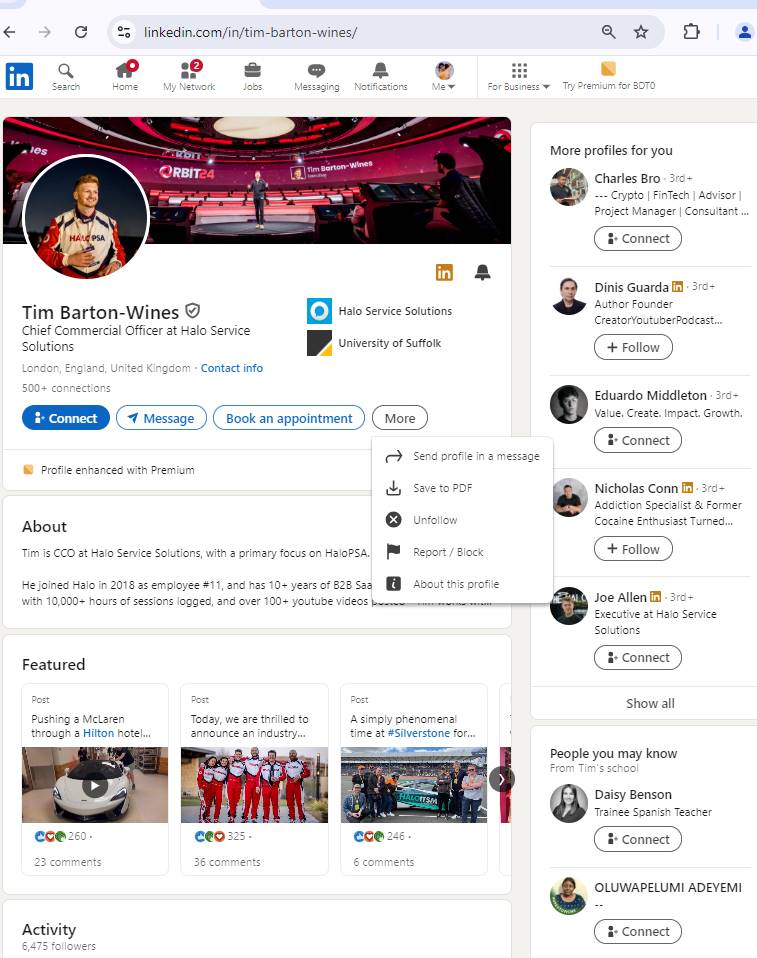 linkedin.com/in/tim-barton-wines/
in
Search
Home
2
My Network
Jobs
Messaging
Notifications
Me
For Business
Try Premium for BDT0
ORBIT
ORBIT24
Tim Barton-Wines
HALOPSA
in
Tim Barton-Wines
Chief Commercial Officer at Halo Service
Solutions
London, England, United Kingdom · Contact info
500+ connections
Halo Service Solutions
University of Suffolk
Connect
Message
Book an appointment
More
Profile enhanced with Premium
Send profile in a message
Save to PDF
Unfollow
Report / Block
About this profile
About
Tim is CCO at Halo Service Solutions, with a primary focus on HaloPSA.
He joined Halo in 2018 as employee #11, and has 10+ years of B2B Saa
with 10,000+ hours of sessions logged, and over 100+ youtube videos
Featured
Post
Pushing a McLaren
through a Hilton hotel...
260 ·
23 comments
Post
Today, we are thrilled to
announce an industry...
325 ·
36 comments
Post
A simply phenomenal
time at #Silverstone for...
HALOITSM
246 ·
6 comments
Activity
6,475 followers
More profiles for you
Charles Bro · 3rd+
--- Crypto | FinTech | Advisor |
Project Manager | Consultant ...
Connect
Dinis Guarda in · 3rd+
Author Founder
CreatorYoutuberPodcast...
+ Follow
Eduardo Middleton · 3rd+
Value. Create. Impact. Growth.
Connect
Nicholas Conn in · 3rd+
Addiction Specialist & Former
Cocaine Enthusiast Turned...
+ Follow
Joe Allen in · 3rd+
Executive at Halo Service
Solutions
Connect
Show all
People you may know
From Tim's school
Daisy Benson
Trainee Spanish Teacher
Connect
OLUWAPELUMI ADEYEMI
--
Connect